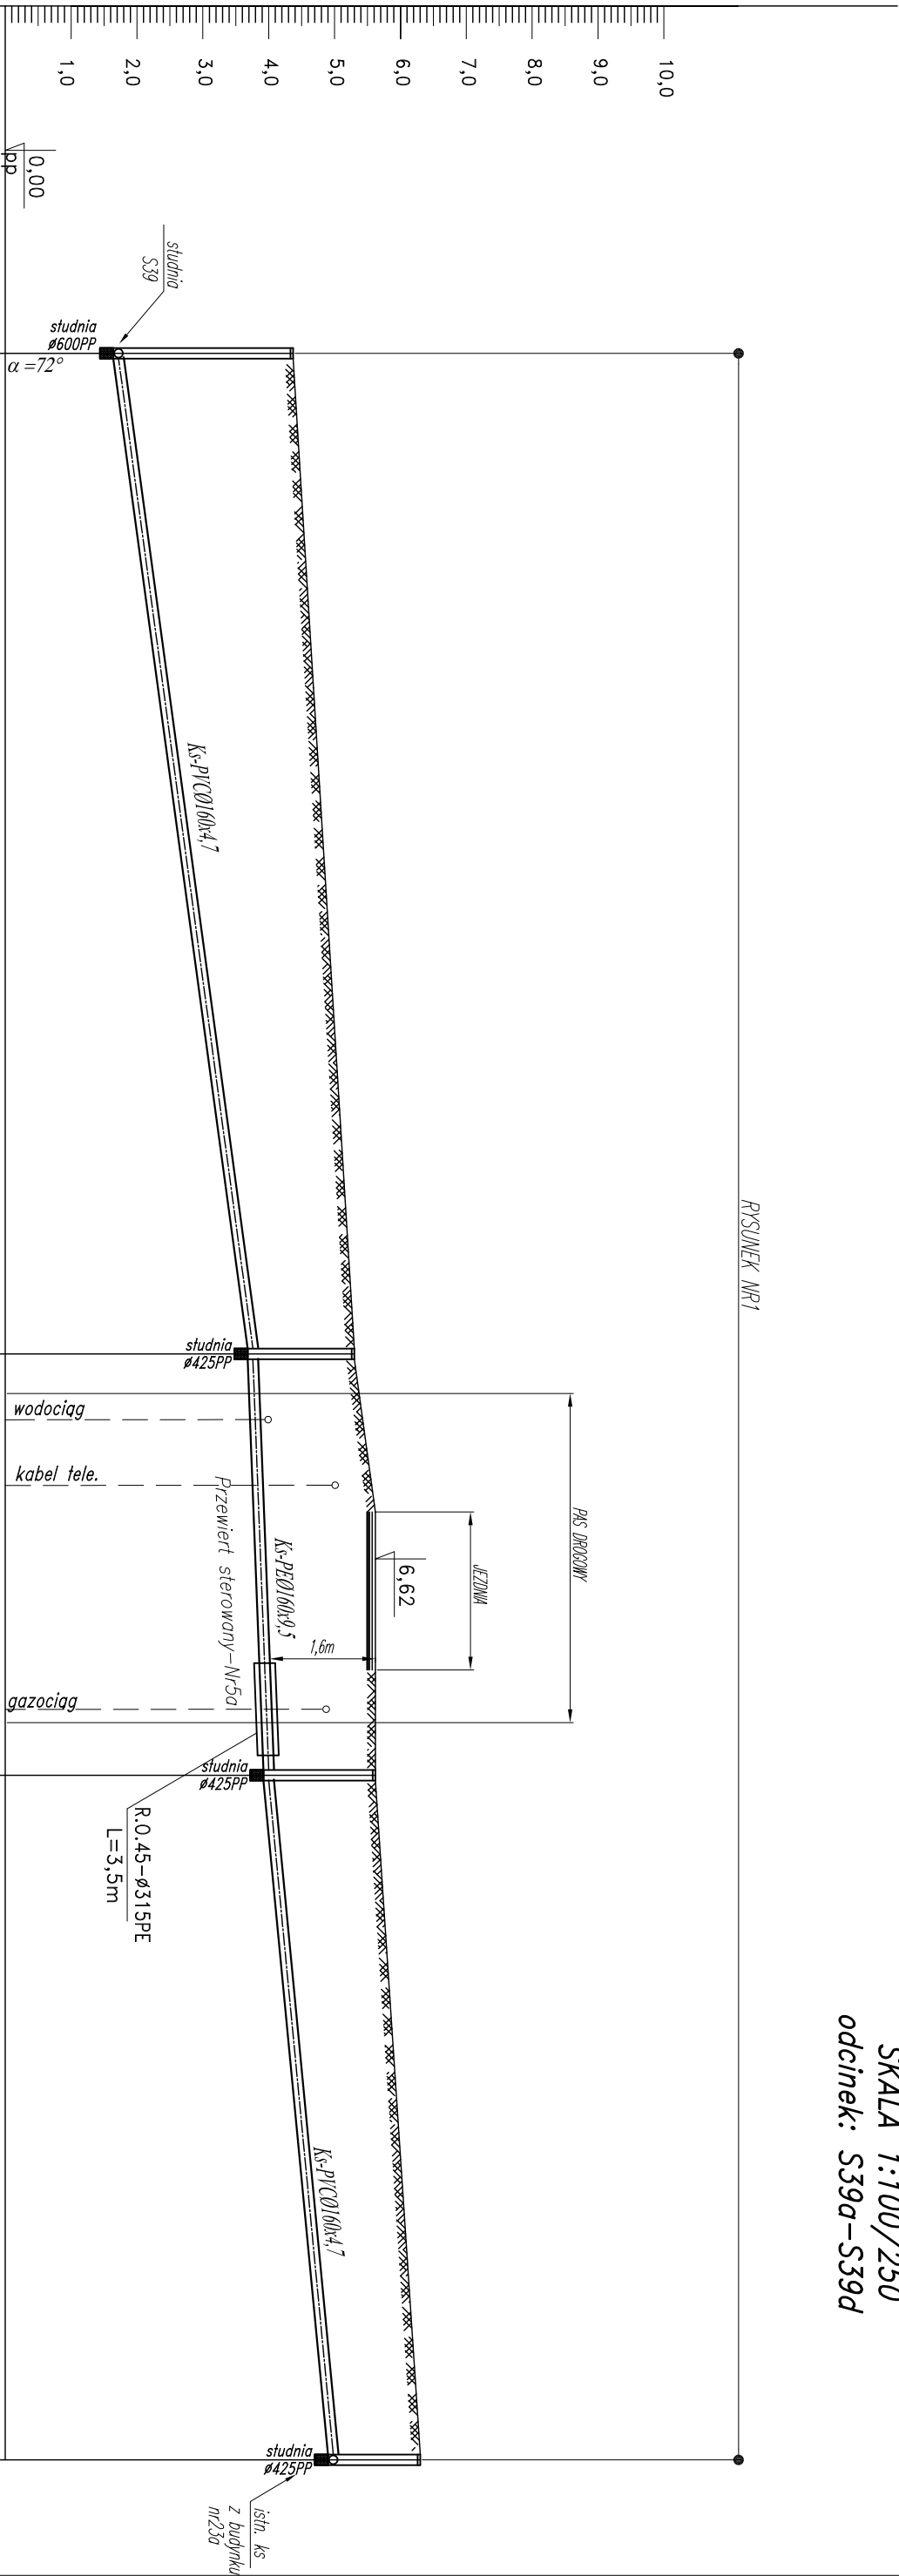 SKALA 1:100/250
odcinek: S39a-S39d
RYSUNEK NR1
10,0
9,0
8,0
7,0
6,0
5,0
4,0
3,0
2,0
1,0
0,00
pp
studnia
S39
studnia
ø600PP
α =72°
Ks-PVCØ160x4,7
studnia
ø425PP
wodociąg
kabel tele.
PAS DROGOWY
JEZDNIA
6,62
1,6m
Ks-PEØ160x9,5
Przewiert sterowany-Nr5a
gazociąg
studnia
ø425PP
R.O.45-ø315PE
L=3,5m
Ks-PVCØ160x4,7
studnia
ø425PP
istn. ks
z budynku
nr23a